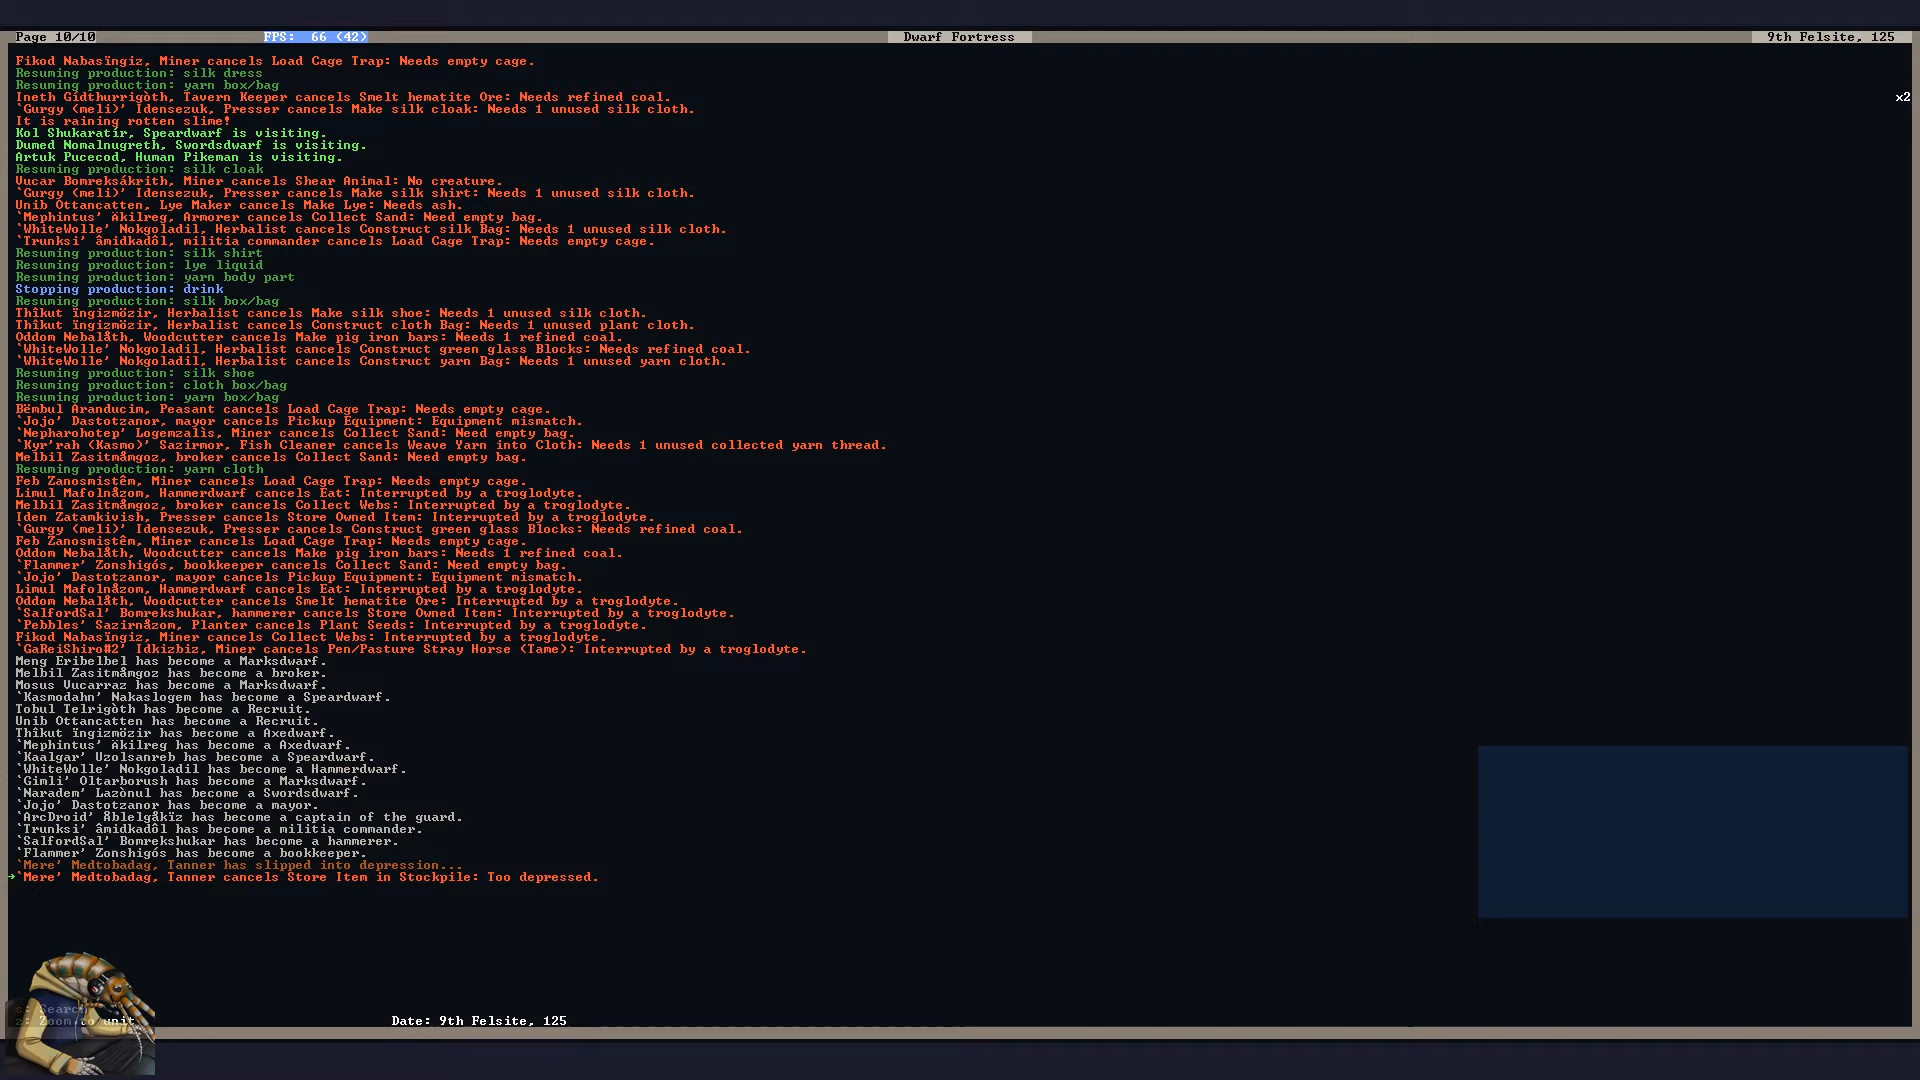 Page 10/10 FPS: 66 (42) Dwarf Fortress 9th Felsite, 125
Fikod Nabasïngiz, Miner cancels Load Cage Trap: Needs empty cage.
Resuming production: silk dress
Resuming production: yarn box/bag
Ineth Gidthurrigòth, Tavern Keeper cancels Smelt hematite Ore: Needs refined coal. x2
`Gurgy (meli)' Idensezuk, Presser cancels Make silk cloak: Needs 1 unused silk cloth.
It is raining rotten slime!
Kol Shukaratír, Speardwarf is visiting.
Dumed Nomalnugreth, Swordsdwarf is visiting.
Artuk Pucecod, Human Pikeman is visiting.
Resuming production: silk cloak
Vucar Bomreksákrith, Miner cancels Shear Animal: No creature.
`Gurgy (meli)' Idensezuk, Presser cancels Make silk shirt: Needs 1 unused silk cloth.
Unib Ottancatten, Lye Maker cancels Make Lye: Needs ash.
`Mephintus' äkilreg, Armorer cancels Collect Sand: Need empty bag.
`WhiteWolle' Nokgoladil, Herbalist cancels Construct silk Bag: Needs 1 unused silk cloth.
`Trunksi' âmidkadôl, militia commander cancels Load Cage Trap: Needs empty cage.
Resuming production: silk shirt
Resuming production: lye liquid
Resuming production: yarn body part
Stopping production: drink
Resuming production: silk box/bag
Thîkut ïngizmözir, Herbalist cancels Make silk shoe: Needs 1 unused silk cloth.
Thîkut ïngizmözir, Herbalist cancels Construct cloth Bag: Needs 1 unused plant cloth.
Oddom Nebalåth, Woodcutter cancels Make pig iron bars: Needs 1 refined coal.
`WhiteWolle' Nokgoladil, Herbalist cancels Construct green glass Blocks: Needs refined coal.
`WhiteWolle' Nokgoladil, Herbalist cancels Construct yarn Bag: Needs 1 unused yarn cloth.
Resuming production: silk shoe
Resuming production: cloth box/bag
Resuming production: yarn box/bag
Bëmbul Aranducim, Peasant cancels Load Cage Trap: Needs empty cage.
`Jojo' Dastotzanor, mayor cancels Pickup Equipment: Equipment mismatch.
`Nepharohotep' Logemzalìs, Miner cancels Collect Sand: Need empty bag.
`Kyr'rah (Kasmo)' Sazirmor, Fish Cleaner cancels Weave Yarn into Cloth: Needs 1 unused collected yarn thread.
Melbil Zasitmåmgoz, broker cancels Collect Sand: Need empty bag.
Resuming production: yarn cloth
Feb Zanosmistêm, Miner cancels Load Cage Trap: Needs empty cage.
Limul Mafolnåzom, Hammerdwarf cancels Eat: Interrupted by a troglodyte.
Melbil Zasitmåmgoz, broker cancels Collect Webs: Interrupted by a troglodyte.
Iden Zatamkivish, Presser cancels Store Owned Item: Interrupted by a troglodyte.
`Gurgy (meli)' Idensezuk, Presser cancels Construct green glass Blocks: Needs refined coal.
Feb Zanosmistêm, Miner cancels Load Cage Trap: Needs empty cage.
Oddom Nebalåth, Woodcutter cancels Make pig iron bars: Needs 1 refined coal.
`Flammer' Zonshigós, bookkeeper cancels Collect Sand: Need empty bag.
`Jojo' Dastotzanor, mayor cancels Pickup Equipment: Equipment mismatch.
Limul Mafolnåzom, Hammerdwarf cancels Eat: Interrupted by a troglodyte.
Oddom Nebalåth, Woodcutter cancels Smelt hematite Ore: Interrupted by a troglodyte.
`SalfordSal' Bomrekshukar, hammerer cancels Store Owned Item: Interrupted by a troglodyte.
`Pebbles' Sazirnåzom, Planter cancels Plant Seeds: Interrupted by a troglodyte.
Fikod Nabasïngiz, Miner cancels Collect Webs: Interrupted by a troglodyte.
`GaReiShiro#2' Idkizbiz, Miner cancels Pen/Pasture Stray Horse (Tame): Interrupted by a troglodyte.
Meng Eribelbel has become a Marksdwarf.
Melbil Zasitmåmgoz has become a broker.
Mosus Vucarraz has become a Marksdwarf.
`Kasmodahn' Nakaslogem has become a Speardwarf.
Tobul Telrigòth has become a Recruit.
Unib Ottancatten has become a Recruit.
Thîkut ïngizmözir has become a Axedwarf.
`Mephintus' äkilreg has become a Axedwarf.
`Kaalgar' Uzolsanreb has become a Speardwarf.
`WhiteWolle' Nokgoladil has become a Hammerdwarf.
`Gimli' Oltarborush has become a Marksdwarf.
`Naradem' Lazònul has become a Swordsdwarf.
`Jojo' Dastotzanor has become a mayor.
`ArcDroid' Åblelgåkïz has become a captain of the guard.
`Trunksi' âmidkadôl has become a militia commander.
`SalfordSal' Bomrekshukar has become a hammerer.
`Flammer' Zonshigós has become a bookkeeper.
`Mere' Medtobadag, Tanner has slipped into depression...
→`Mere' Medtobadag, Tanner cancels Store Item in Stockpile: Too depressed.
s: Search
z: Zoom to unit Date: 9th Felsite, 125